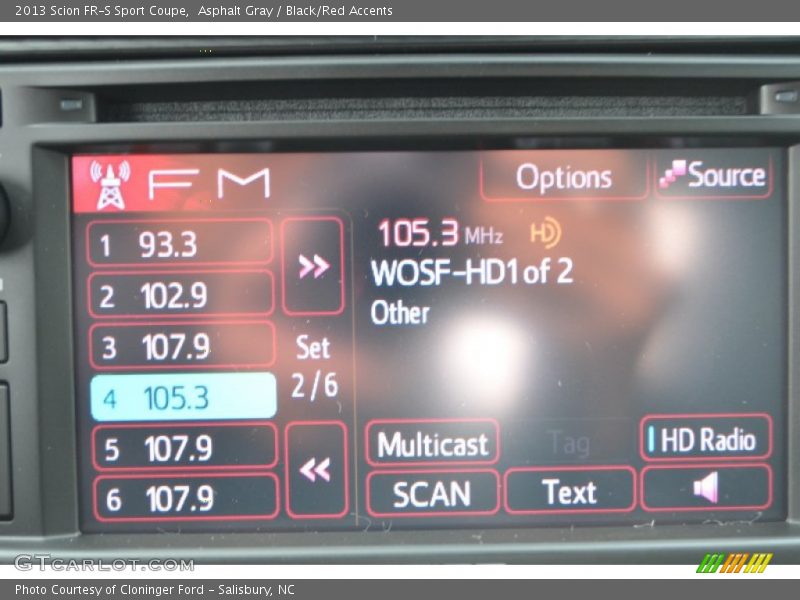 2013 Scion FR-S Sport Coupe,  Asphalt Gray / Black/Red Accents
FM
Options
Source
1 93.3
2 102.9
3 107.9
4 105.3
5 107.9
6 107.9
>>
Set
2/6
<<
105.3 MHz HD
WOSF-HD1 of 2
Other
Multicast
Tag
HD Radio
SCAN
Text
GTCARLOT.COM
Photo Courtesy of Cloninger Ford - Salisbury, NC